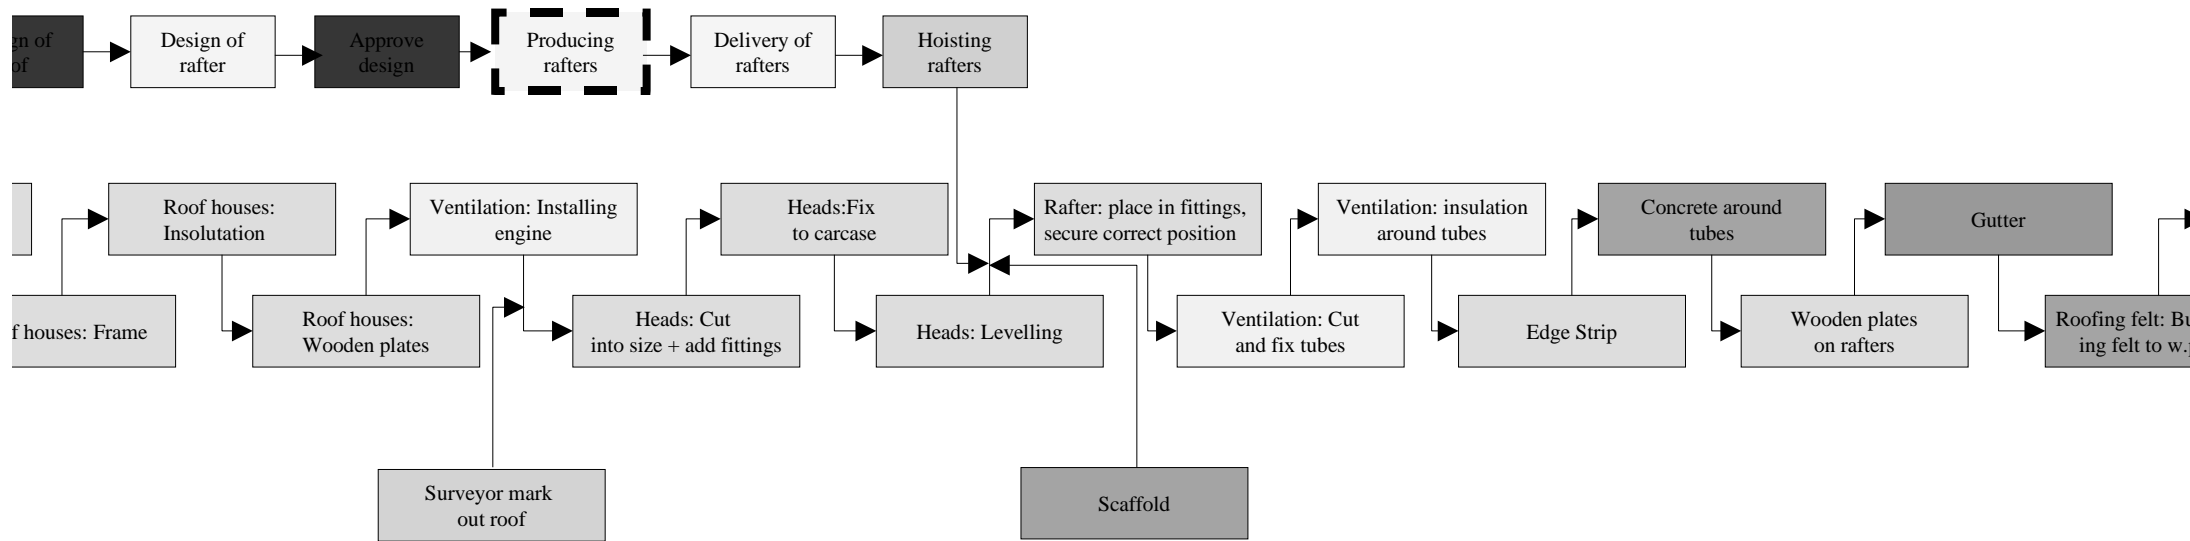 gn of
of
Design of
rafter
Approve
design
Producing
rafters
Delivery of
rafters
Hoisting
rafters
Roof houses:
Insolutation
Ventilation: Installing
engine
Heads:Fix
to carcase
Rafter: place in fittings,
secure correct position
Ventilation: insulation
around tubes
Concrete around
tubes
Gutter
f houses: Frame
Roof houses:
Wooden plates
Heads: Cut
into size + add fittings
Heads: Levelling
Ventilation: Cut
and fix tubes
Edge Strip
Wooden plates
on rafters
Roofing felt: Bu
ing felt to w.p
Surveyor mark
out roof
Scaffold